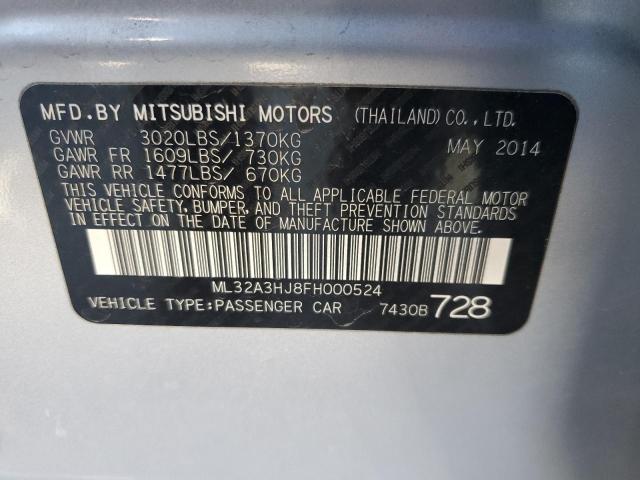 MFD.BY MITSUBISHI MOTORS (THAILAND) CO., LTD.
GVWR 3020LBS/1370KG MAY 2014
GAWR FR 1609LBS/ 730KG
GAWR RR 1477LBS/ 670KG
THIS VEHICLE CONFORMS TO ALL APPLICABLE FEDERAL MOTOR
VEHICLE SAFETY, BUMPER, AND THEFT PREVENTION STANDARDS
IN EFFECT ON THE DATE OF MANUFACTURE SHOWN ABOVE.
ML32A3HJ8FH000524
VEHICLE TYPE:PASSENGER CAR 7430B 728